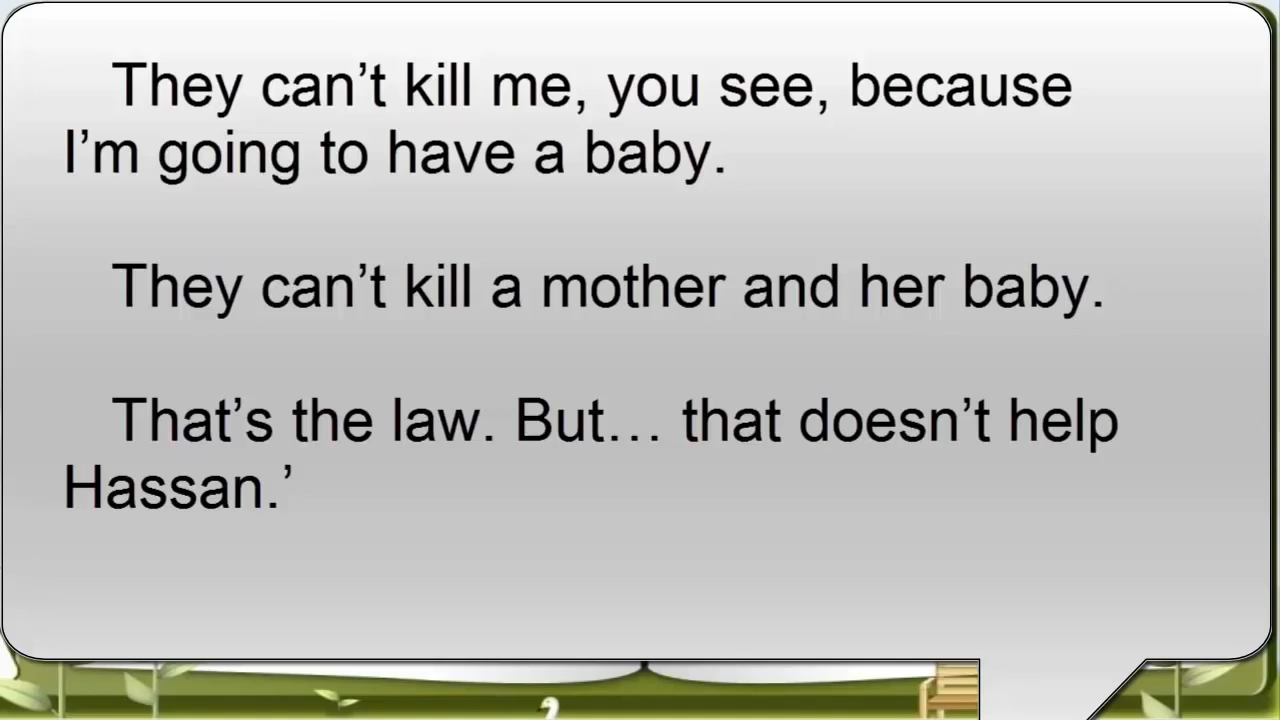 They can’t kill me, you see, because
I’m going to have a baby.
They can’t kill a mother and her baby.
That’s the law. But… that doesn’t help
Hassan.’